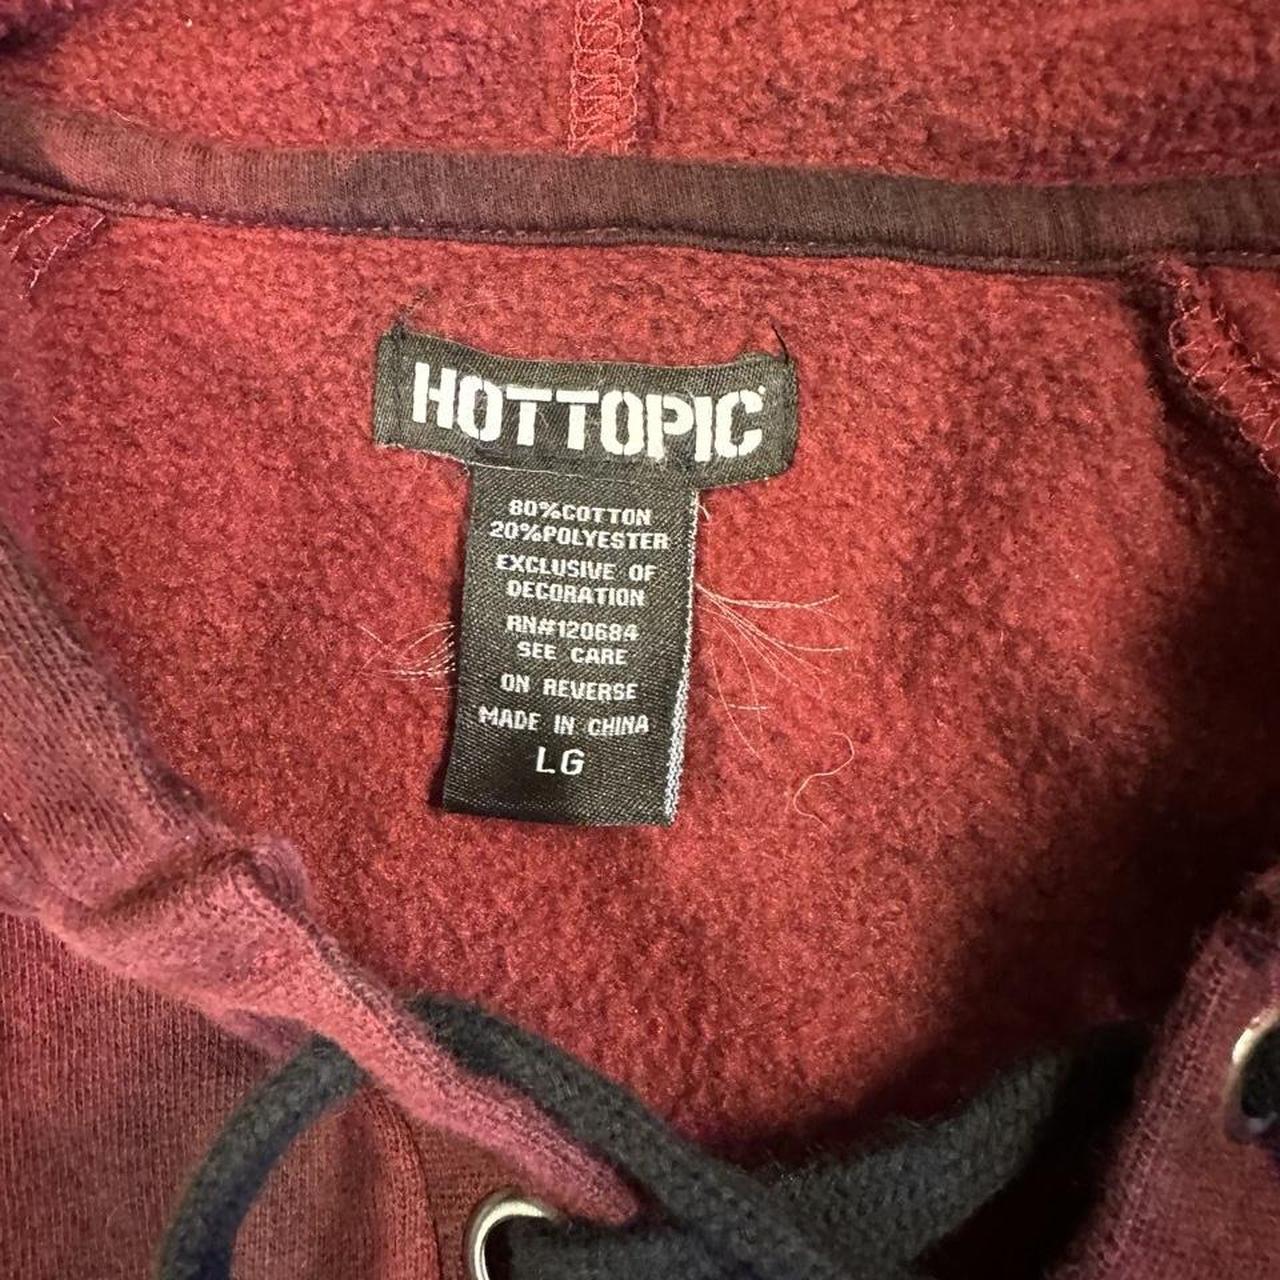 HOTTOPIC
80%COTTON
20%POLYESTER
EXCLUSIVE OF
DECORATION
RN#120684
SEE CARE
ON REVERSE
MADE IN CHINA
LG